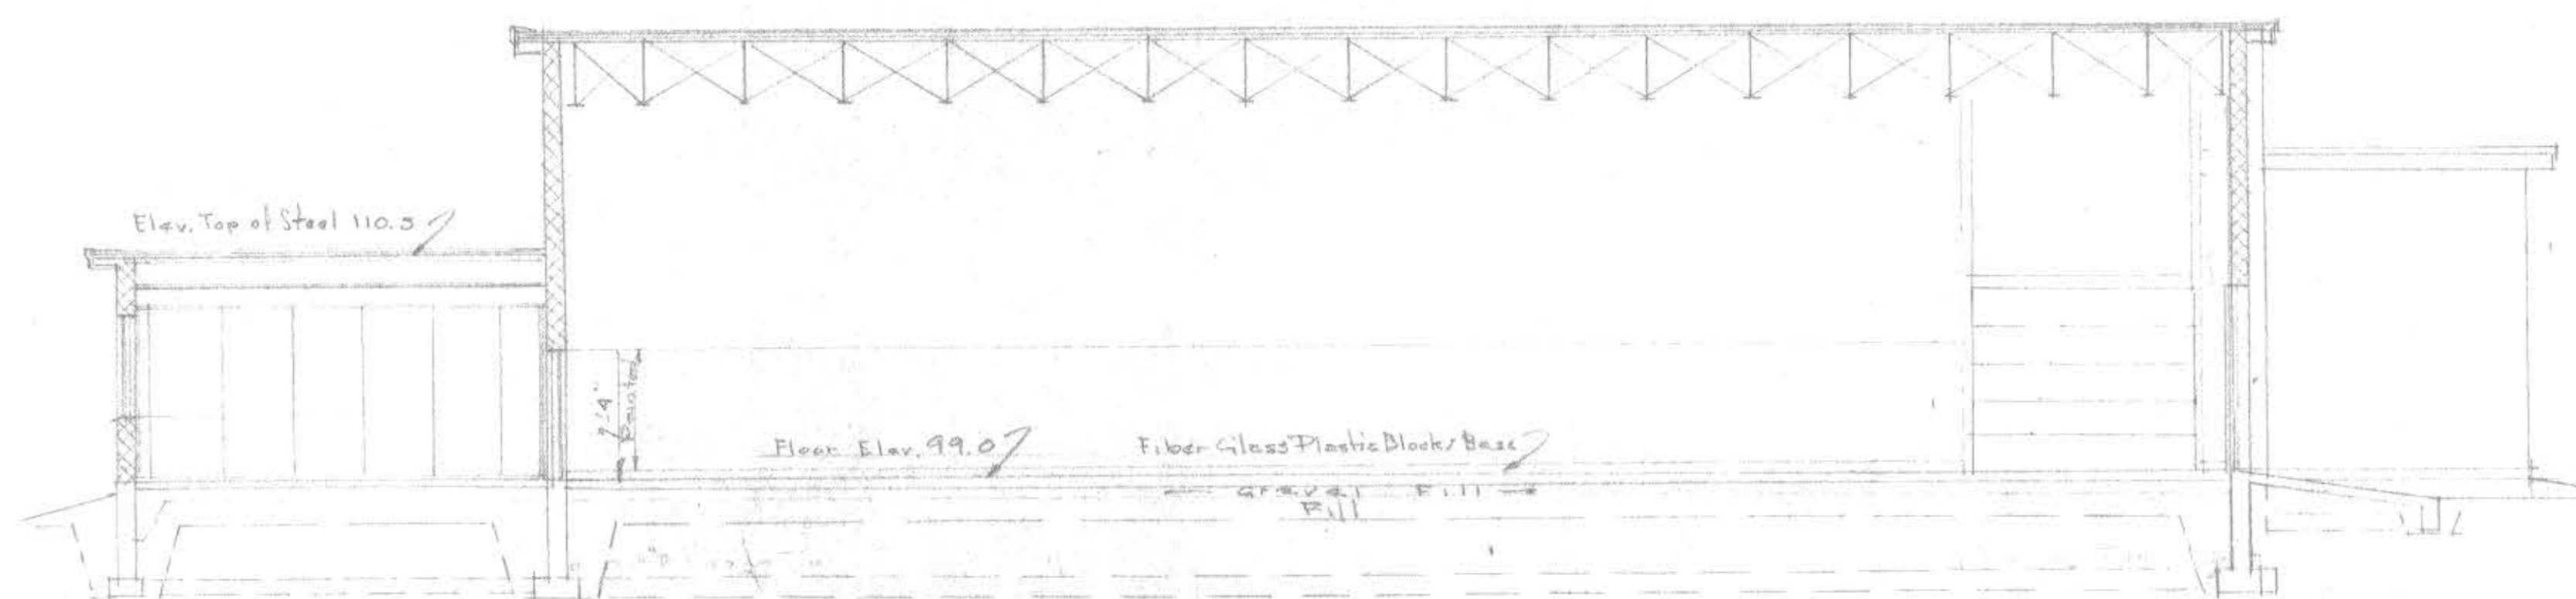 Elev. Top of Steel 110.5
Floor Elev. 99.0
Fiber Glass Plastic Blocks Base
Gravel Fill
Fill